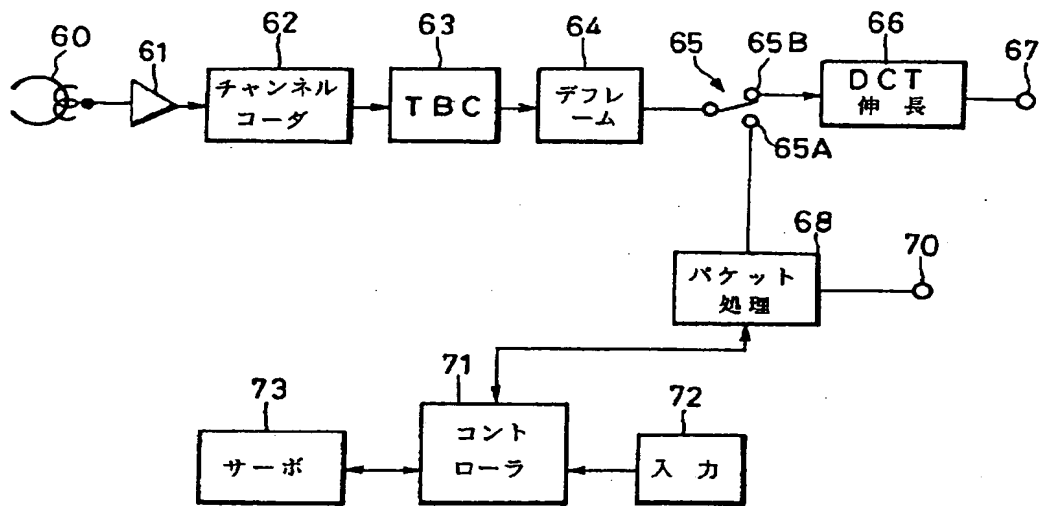 60
61
62
63
64
65
65B
66
67
チャンネル
コーダ
TBC
デフレ
ーム
DCT
伸長
65A
68
70
パケット
処理
71
72
73
コント
ローラ
サーボ
入力